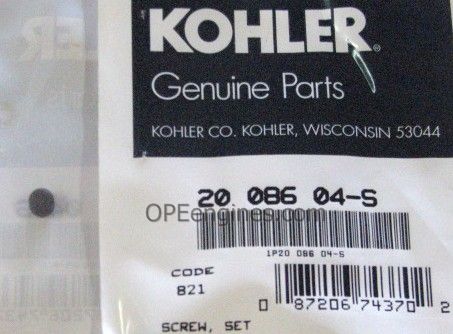 KOHLER®
Genuine Parts
KOHLER CO. KOHLER, WISCONSIN 53044
20 086 04-S
OPEengines.com
1P20 086 04-S
CODE
821
0 87206 74370 2
SCREW, SET